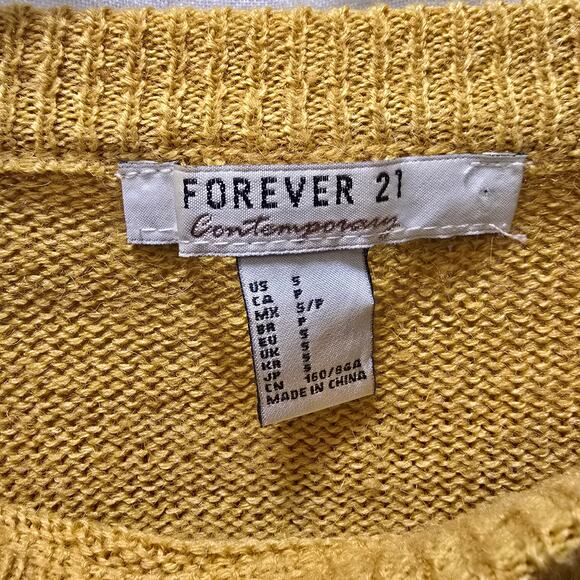 FOREVER 21
Contemporary
US S
CA P
MX S/P
BR P
EU S
UK S
KR S
JP S
CN 160/84A
MADE IN CHINA